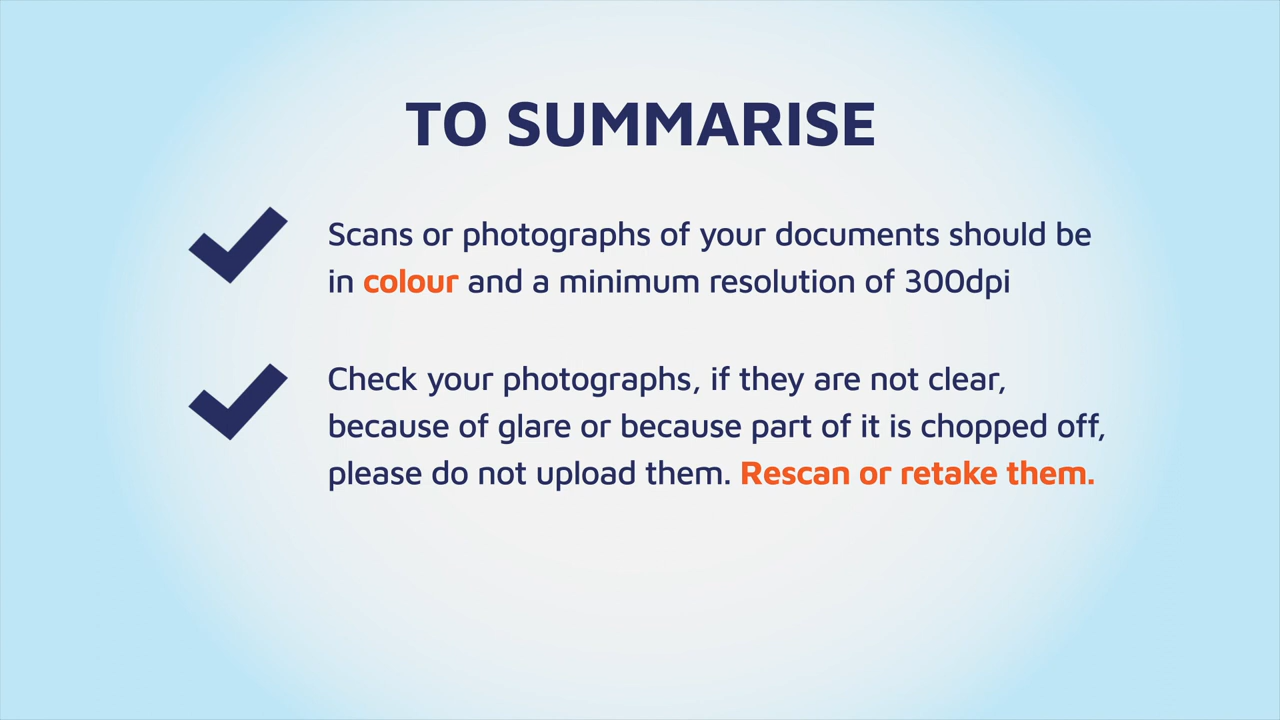 TO SUMMARISE
Scans or photographs of your documents should be
in colour and a minimum resolution of 300dpi
Check your photographs, if they are not clear,
because of glare or because part of it is chopped off,
please do not upload them. Rescan or retake them.